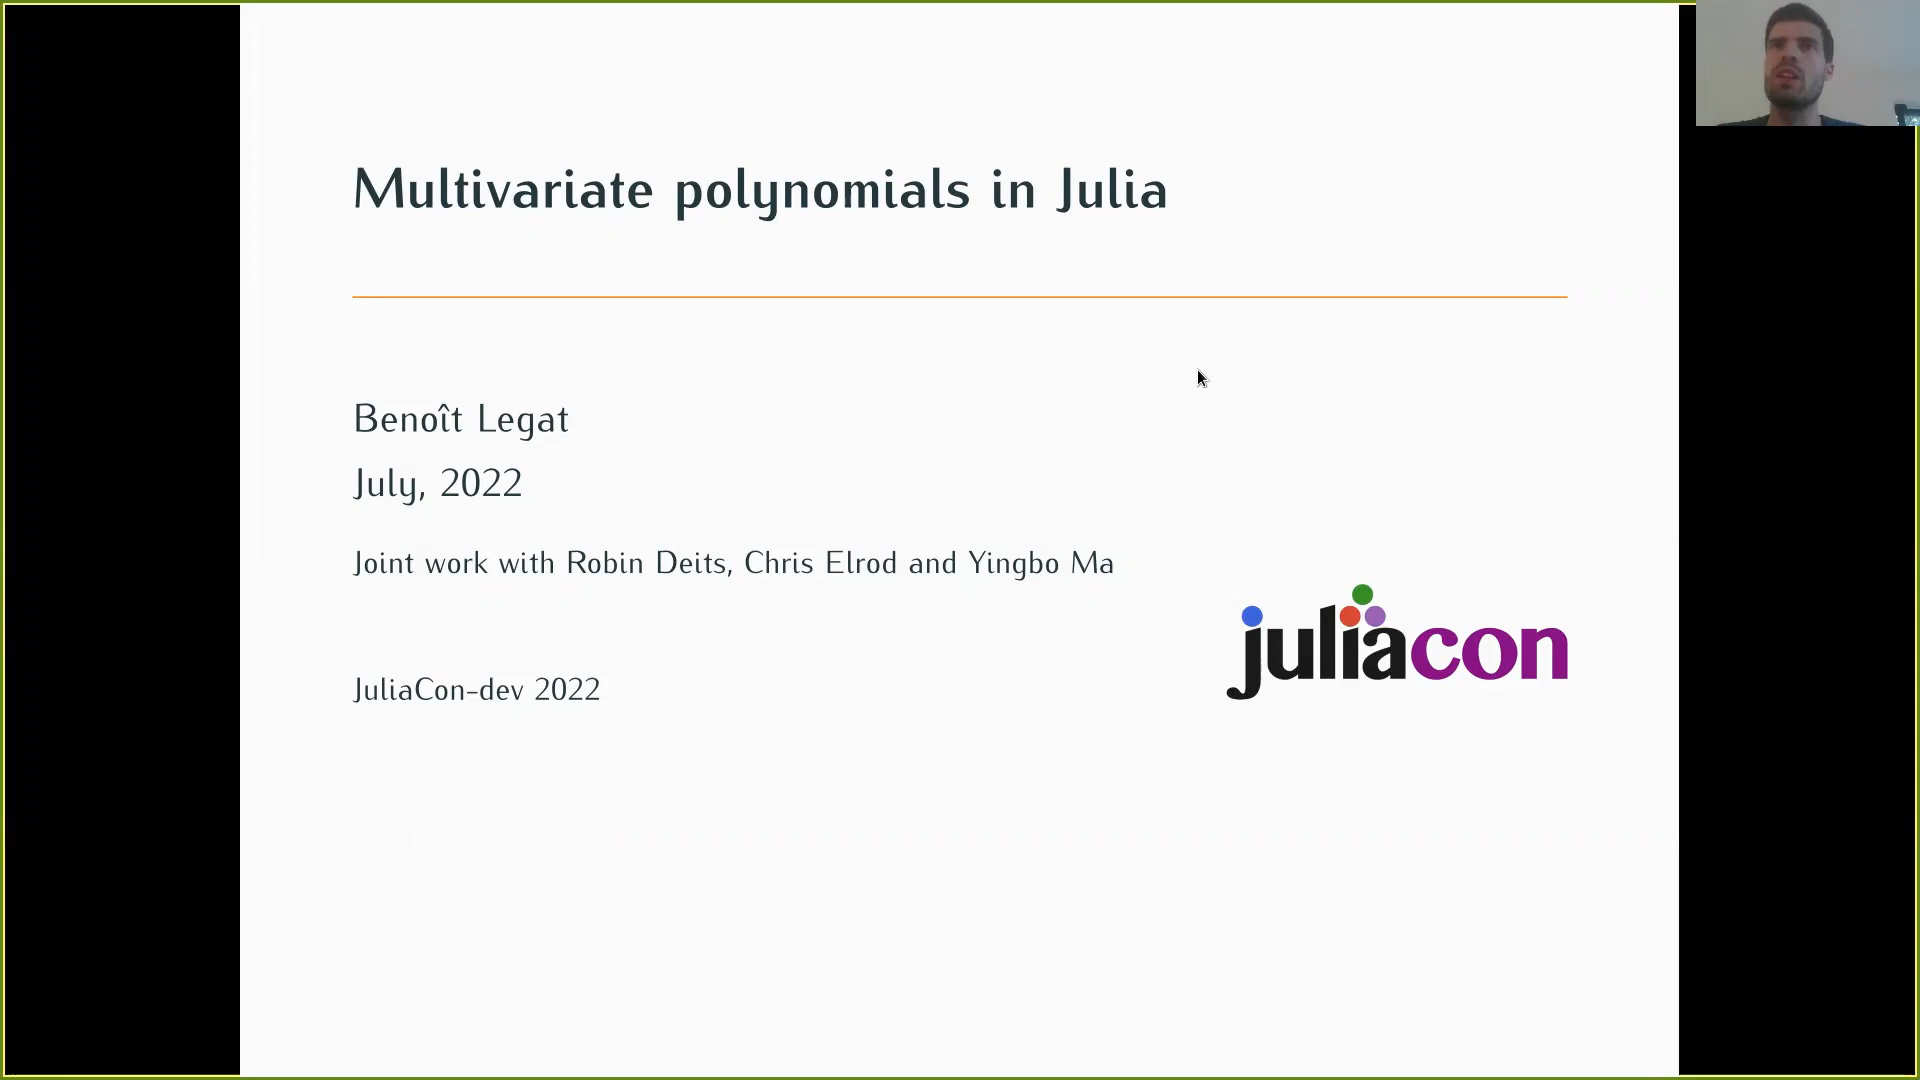 Multivariate polynomials in Julia
Benoît Legat
July, 2022
Joint work with Robin Deits, Chris Elrod and Yingbo Ma
juliacon
JuliaCon-dev 2022